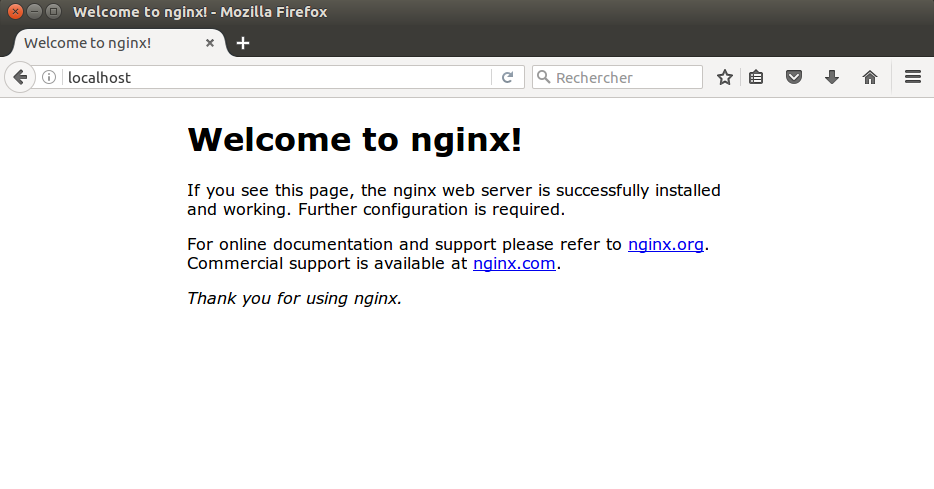 Welcome to nginx! - Mozilla Firefox
Welcome to nginx!
localhost
Rechercher
Welcome to nginx!
If you see this page, the nginx web server is successfully installed
and working. Further configuration is required.
For online documentation and support please refer to nginx.org.
Commercial support is available at nginx.com.
Thank you for using nginx.